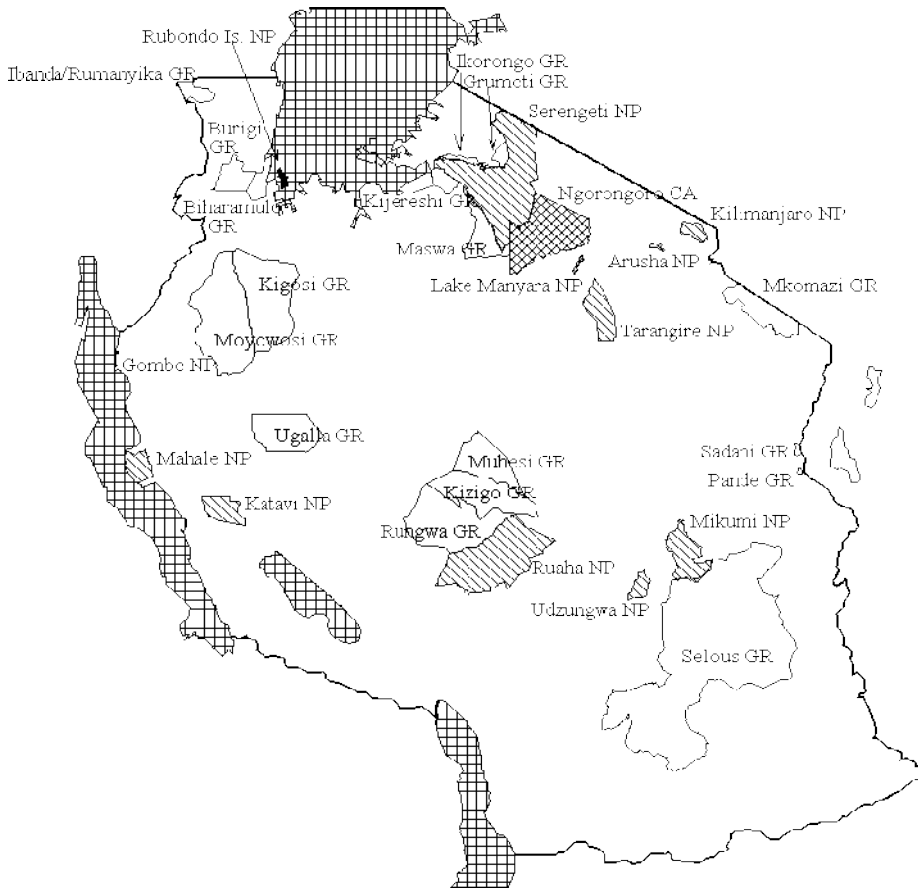 Rubondo Is. NP
Ikorongo GR
Grumeti GR
Ibanda/Rumanyika GR
Serengeti NP
Burigi
GR
Kijereshi GR
Ngorongoro CA
Biharamulo
GR
Kilimanjaro NP
Maswa GR
Arusha NP
Kigosi GR
Lake Manyara NP
Mkomazi GR
Moyowosi GR
Tarangire NP
Gombe NP
Ugalla GR
Mahale NP
Muhesi GR
Sadani GR
Pande GR
Katavi NP
Kizigo GR
Rungwa GR
Mikumi NP
Ruaha NP
Udzungwa NP
Selous GR